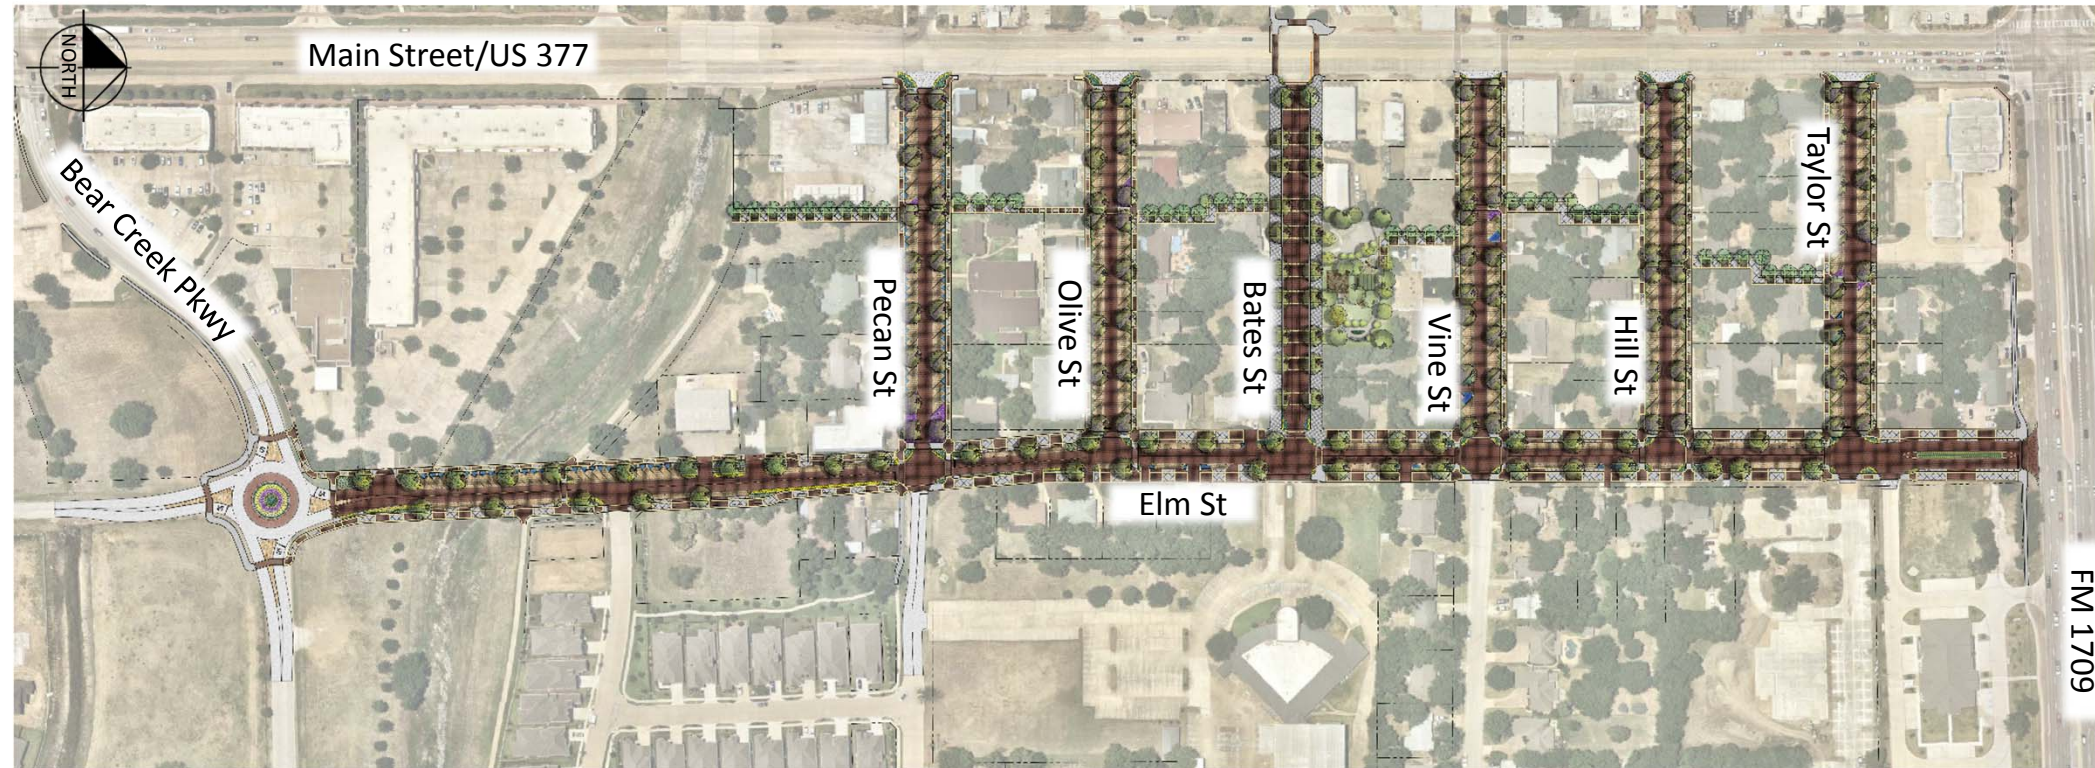 NORTH
Main Street/US 377
Bear Creek Pkwy
Pecan St
Olive St
Bates St
Vine St
Hill St
Taylor St
Elm St
FM 1709